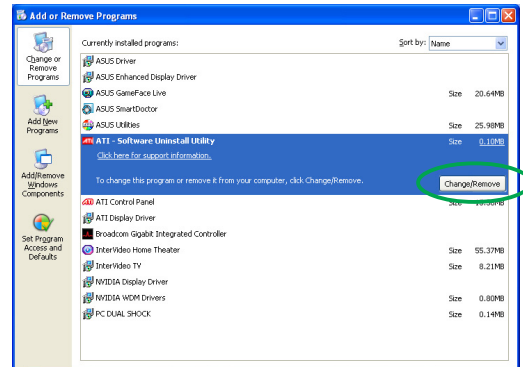 Add or Remove Programs
Change or
Remove
Programs
Add New
Programs
Add/Remove
Windows
Components
Set Program
Access and
Defaults
Currently installed programs:
Sort by: Name
ASUS Driver
ASUS Enhanced Display Driver
ASUS GameFace Live Size 20.64MB
ASUS SmartDoctor
ASUS Utilities Size 25.98MB
ATI ATI - Software Uninstall Utility Size 0.10MB
Click here for support information.
To change this program or remove it from your computer, click Change/Remove.
Change/Remove
ATI ATI Control Panel Size
ATI Display Driver
Broadcom Gigabit Integrated Controller
InterVideo Home Theater Size 55.37MB
InterVideo TV Size 8.21MB
NVIDIA Display Driver
NVIDIA WDM Drivers Size 0.80MB
PC DUAL SHOCK Size 0.14MB